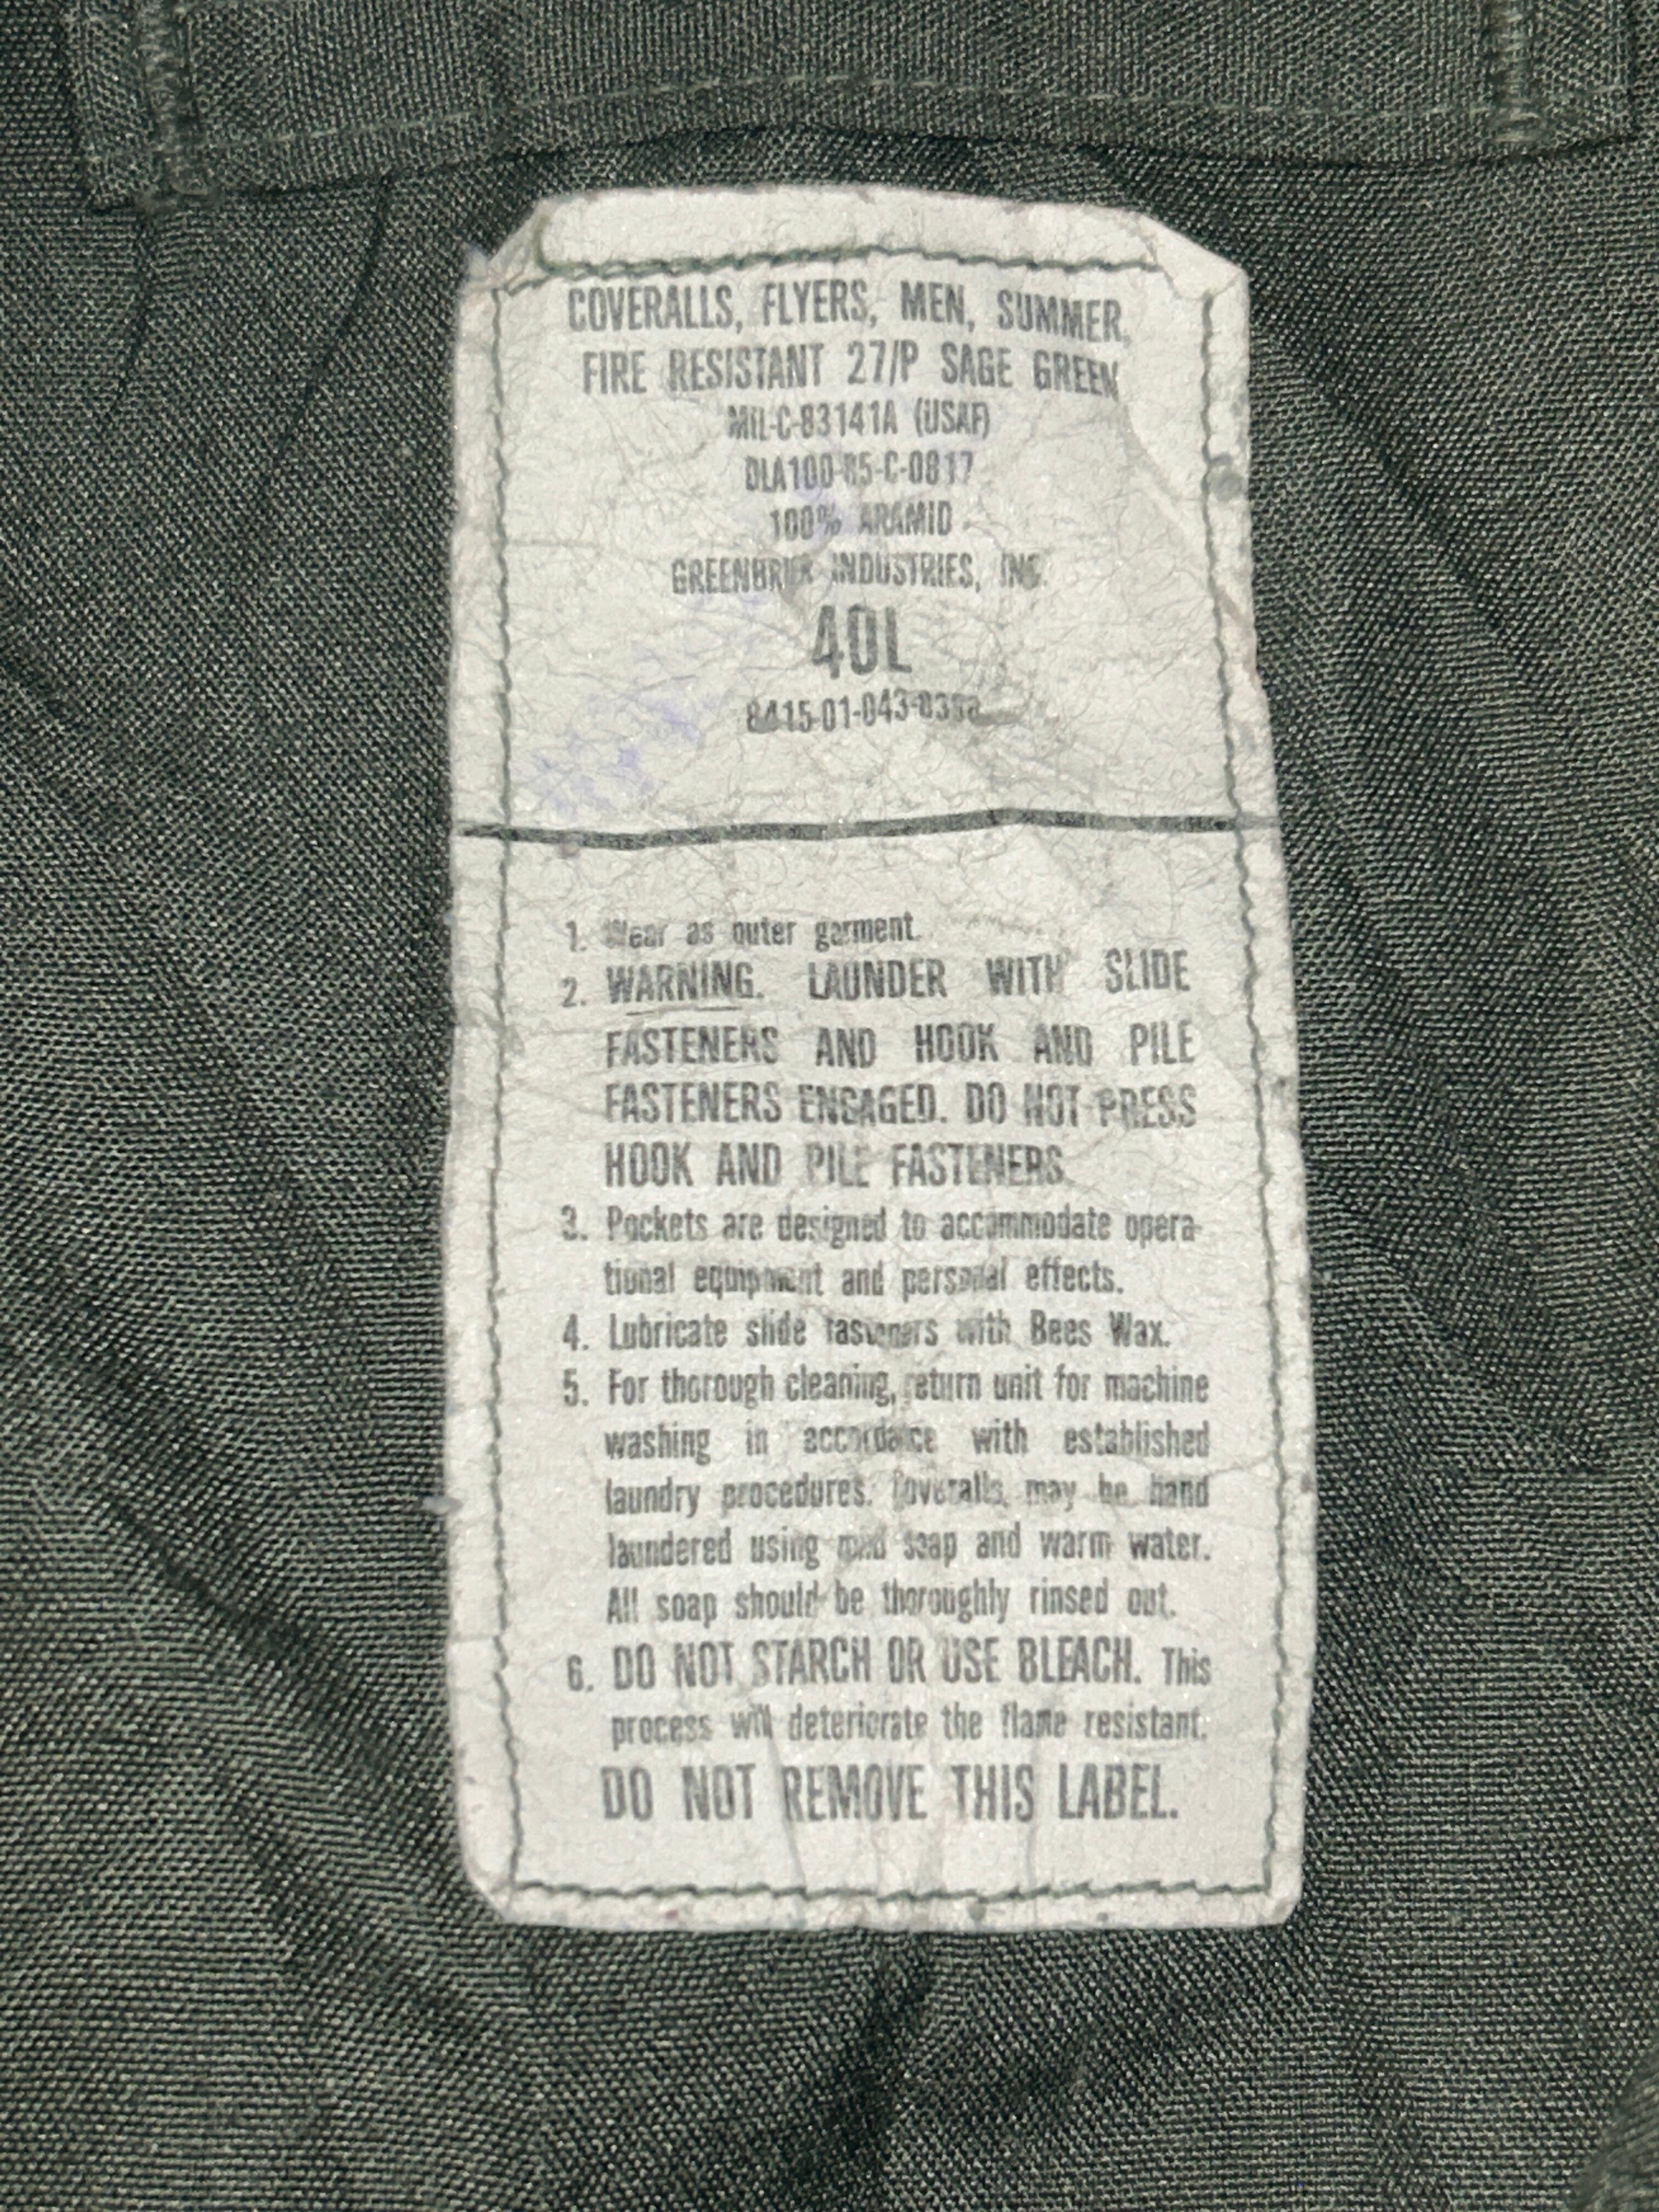 COVERALLS, FLYERS, MEN, SUMMER,
FIRE RESISTANT 27/P SAGE GREEN
MIL-C-83141A (USAF)
DLA100-85-C-0817
100% ARAMID
GREENBRIER INDUSTRIES, INC.
40L
1. Wear as outer garment.
2. WARNING. LAUNDER WITH SLIDE
FASTENERS AND HOOK AND PILE
FASTENERS ENGAGED. DO NOT PRESS
HOOK AND PILE FASTENERS
3. Pockets are designed to accommodate opera-
tional equipment and personal effects.
4. Lubricate slide fasteners with Bees Wax.
5. For thorough cleaning, return unit for machine
washing in accordance with established
laundry procedures. Coveralls may be hand
laundered using mild soap and warm water.
All soap should be thoroughly rinsed out.
6. DO NOT STARCH OR USE BLEACH. This
process will deteriorate the flame resistant.
DO NOT REMOVE THIS LABEL.